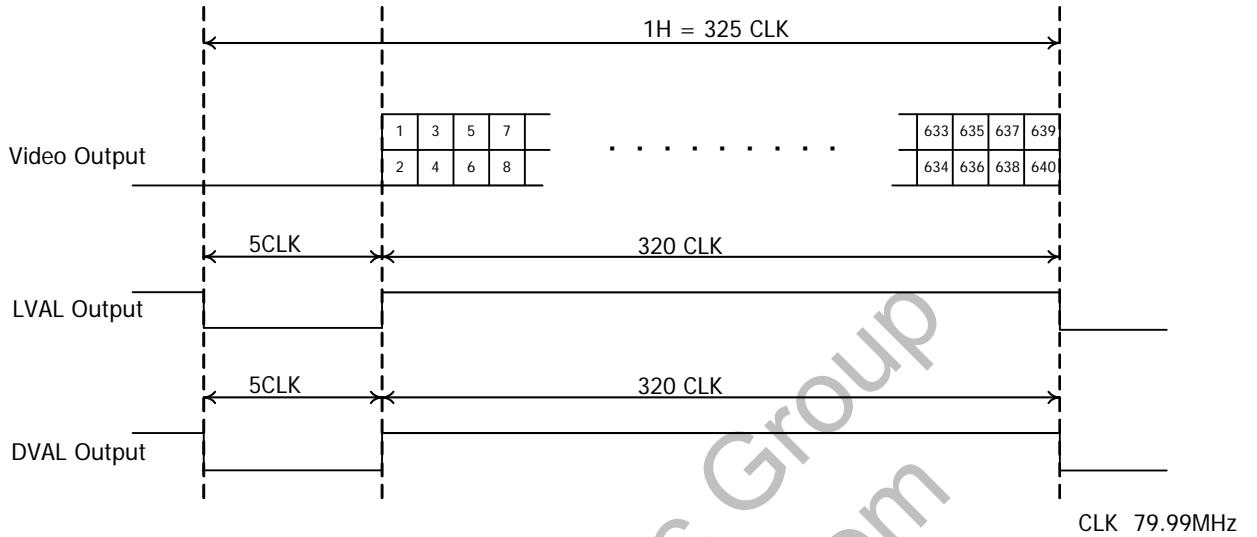 1H = 325 CLK
Video Output
1 3 5 7 633 635 637 639
2 4 6 8 634 636 638 640
5CLK 320 CLK
LVAL Output
5CLK 320 CLK
DVAL Output
Group
CLK 79.99MHz